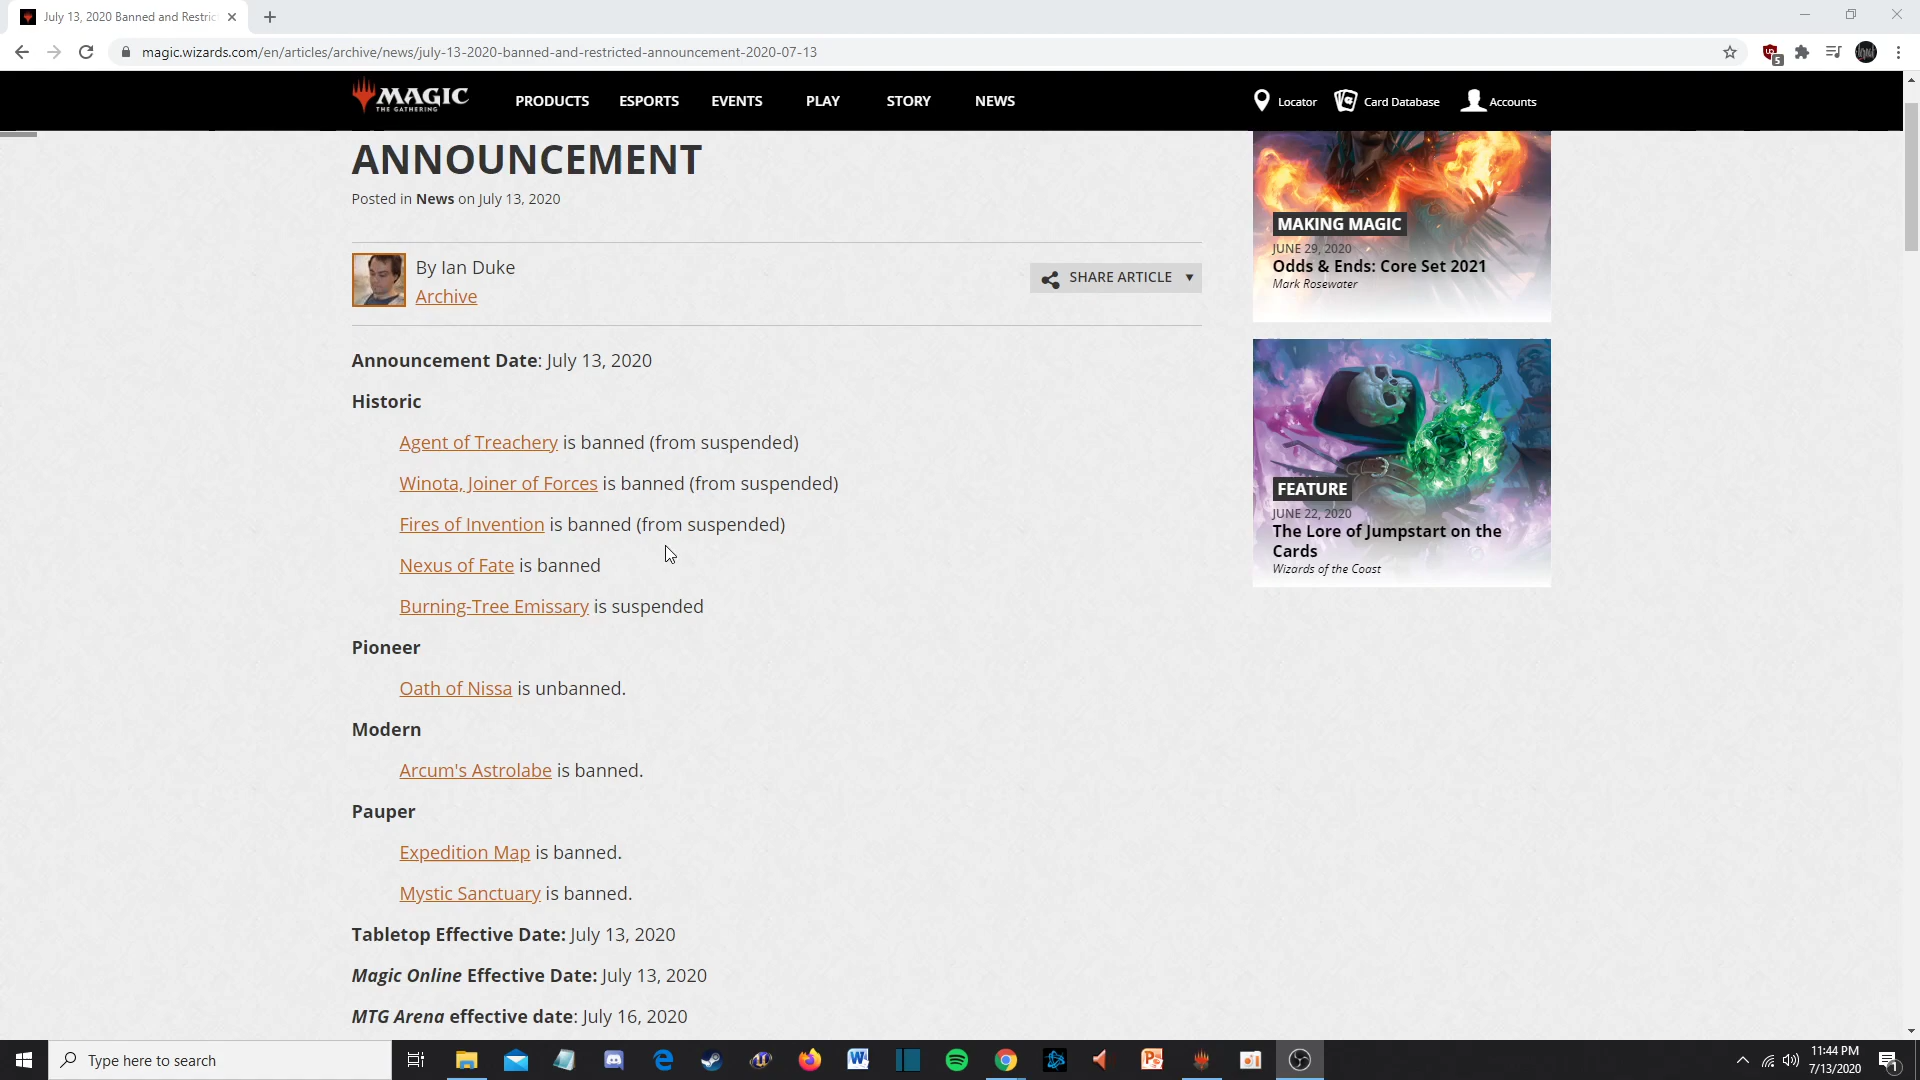 July 13, 2020 Banned and Restric
magic.wizards.com/en/articles/archive/news/july-13-2020-banned-and-restricted-announcement-2020-07-13
5
MAGIC
THE GATHERING
PRODUCTS
ESPORTS
EVENTS
PLAY
STORY
NEWS
Locator
Card Database
Accounts
ANNOUNCEMENT
Posted in News on July 13, 2020
By Ian Duke
Archive
SHARE ARTICLE
Announcement Date: July 13, 2020
Historic
Agent of Treachery is banned (from suspended)
Winota, Joiner of Forces is banned (from suspended)
Fires of Invention is banned (from suspended)
Nexus of Fate is banned
Burning-Tree Emissary is suspended
Pioneer
Oath of Nissa is unbanned.
Modern
Arcum's Astrolabe is banned.
Pauper
Expedition Map is banned.
Mystic Sanctuary is banned.
Tabletop Effective Date: July 13, 2020
Magic Online Effective Date: July 13, 2020
MTG Arena effective date: July 16, 2020
MAKING MAGIC
JUNE 29, 2020
Odds & Ends: Core Set 2021
Mark Rosewater
FEATURE
JUNE 22, 2020
The Lore of Jumpstart on the
Cards
Wizards of the Coast
Type here to search
11:44 PM
7/13/2020
1